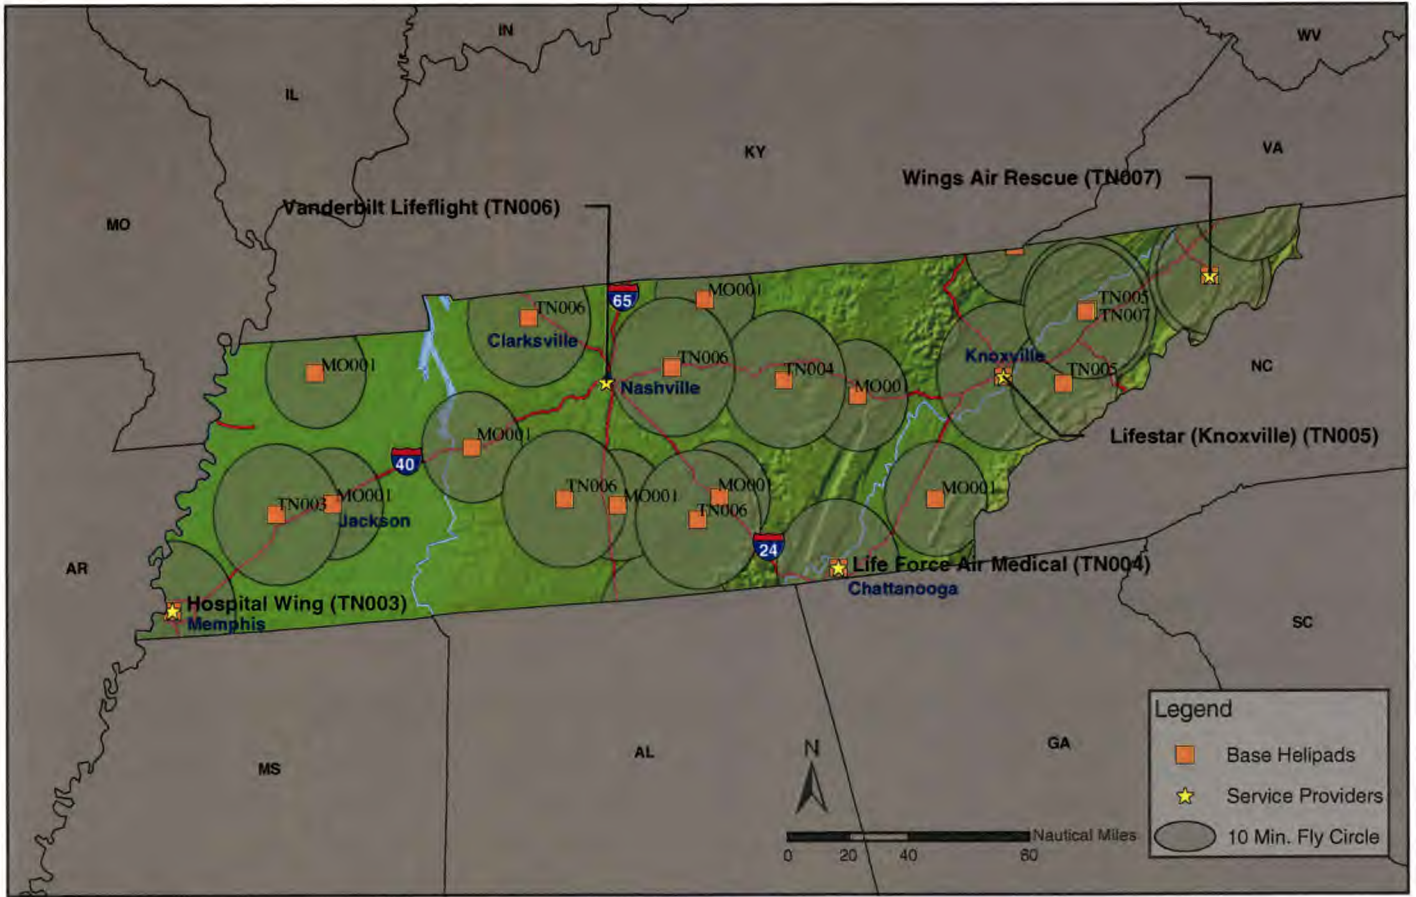 IN
WV
IL
KY
VA
Wings Air Rescue (TN007)
Vanderbilt Lifeflight (TN006)
MO
65
MO001
TN005
TN007
TN006
Clarksville
Knoxville
TN006
MO001
TN004
NC
Nashville
MO001
TN005
MO001
Lifestar (Knoxville) (TN005)
40
TN006
MO001
MO001
MO001
TN003
MO001
TN006
Jackson
24
AR
Life Force Air Medical (TN004)
Chattanooga
Hospital Wing (TN003)
Memphis
SC
Legend
GA
N
AL
Base Helipads
MS
Service Providers
Nautical Miles
10 Min. Fly Circle
0 20 40 80